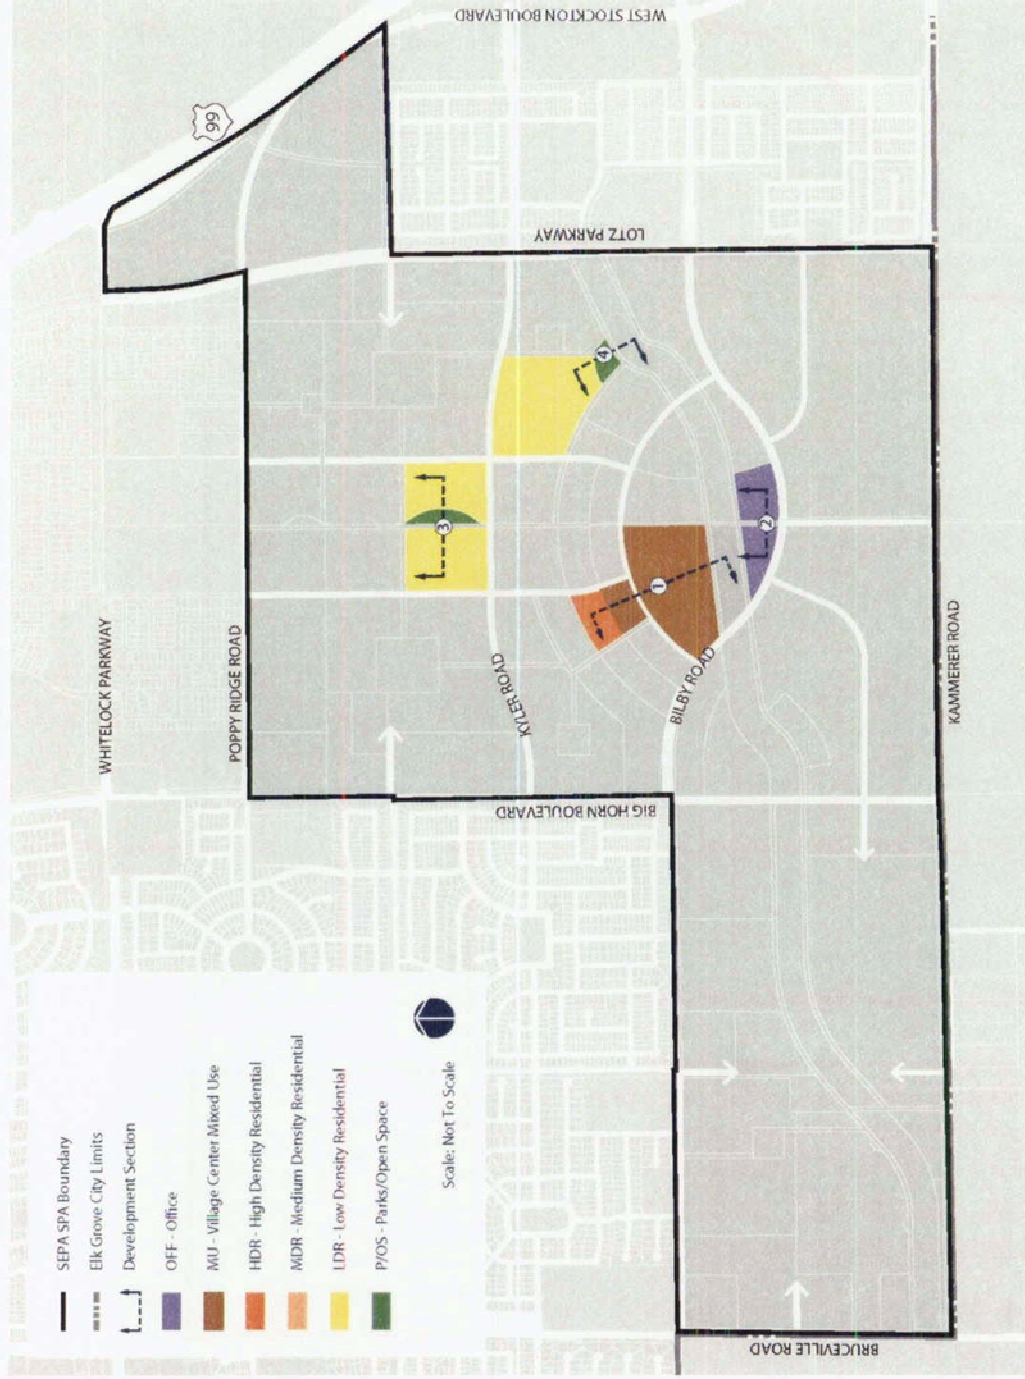 SEPA SPA Boundary
Elk Grove City Limits
Development Section
OFF - Office
MU - Village Center Mixed Use
HDR - High Density Residential
MDR - Medium Density Residential
LDR - Low Density Residential
P/OS - Parks/Open Space
Scale: Not To Scale
WHITELOCK PARKWAY
POPPY RIDGE ROAD
KYLER ROAD
BILBY ROAD
KAMMERER ROAD
BRUCEVILLE ROAD
BIG HORN BOULEVARD
LOTZ PARKWAY
WEST STOCKTON BOULEVARD
99
1
2
3
4